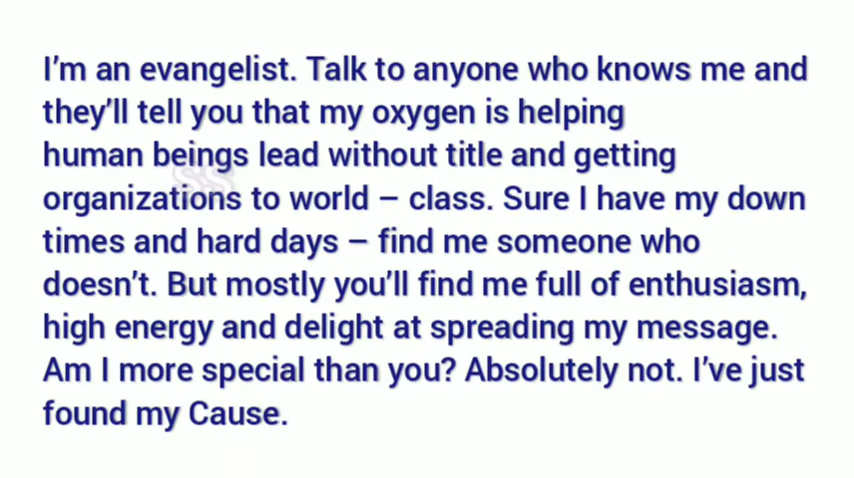 I’m an evangelist. Talk to anyone who knows me and
they’ll tell you that my oxygen is helping
human beings lead without title and getting
organizations to world – class. Sure I have my down
times and hard days – find me someone who
doesn’t. But mostly you’ll find me full of enthusiasm,
high energy and delight at spreading my message.
Am I more special than you? Absolutely not. I’ve just
found my Cause.
SS